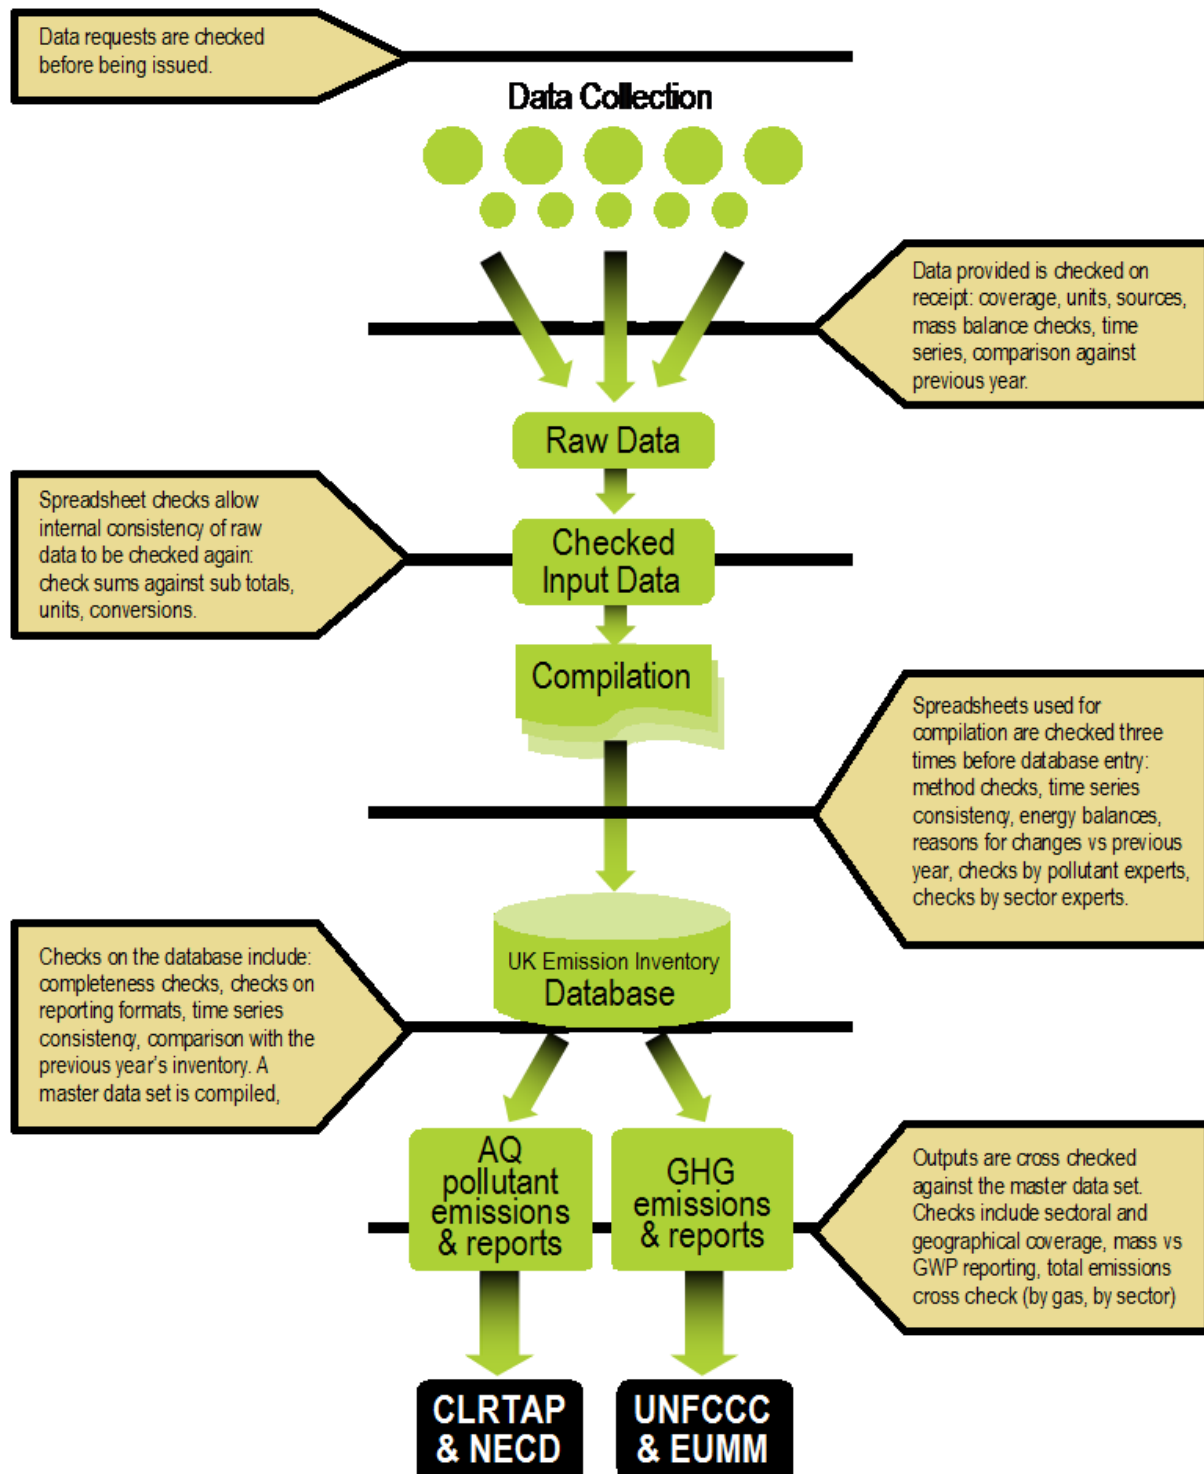 Data requests are checked
before being issued.
Data Collection
Data provided is checked on
receipt: coverage, units, sources,
mass balance checks, time
series, comparison against
previous year.
Raw Data
Spreadsheet checks allow
internal consistency of raw
data to be checked again:
check sums against sub totals,
units, conversions.
Checked
Input Data
Compilation
Spreadsheets used for
compilation are checked three
times before database entry:
method checks, time series
consistency, energy balances,
reasons for changes vs previous
year, checks by pollutant experts,
checks by sector experts.
UK Emission Inventory
Database
Checks on the database include:
completeness checks, checks on
reporting formats, time series
consistency, comparison with the
previous year's inventory. A
master data set is compiled,
AQ
pollutant
emissions
& reports
GHG
emissions
& reports
Outputs are cross checked
against the master data set.
Checks include sectoral and
geographical coverage, mass vs
GWP reporting, total emissions
cross check (by gas, by sector)
CLRTAP
& NECD
UNFCCC
& EUMM